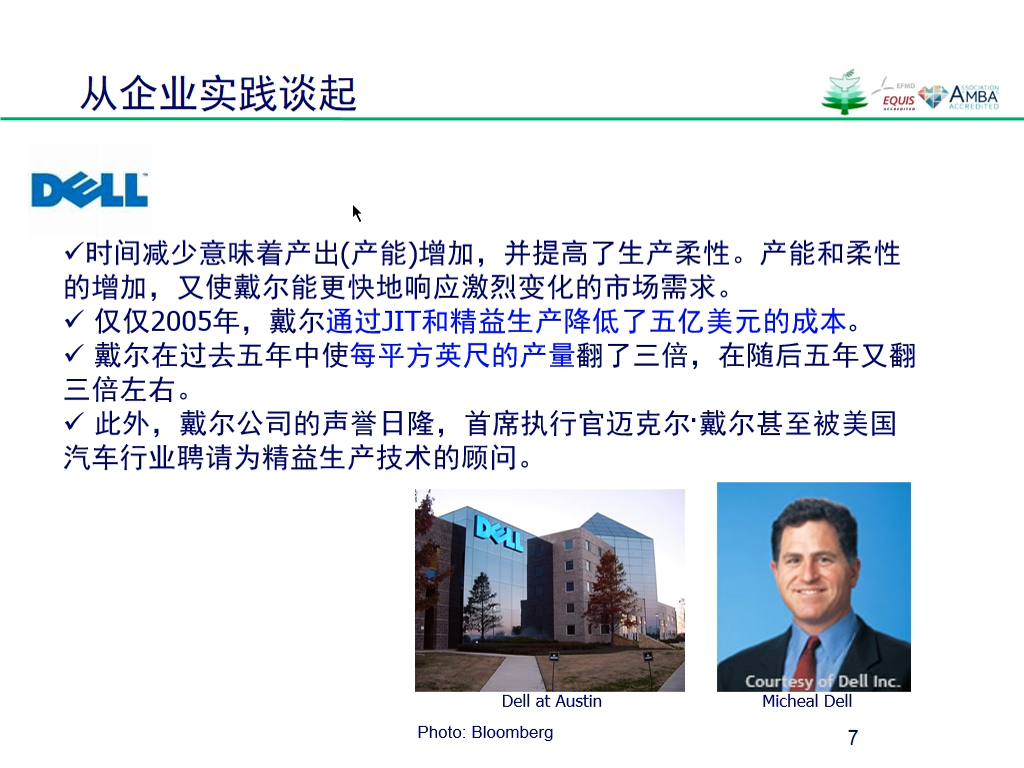 从企业实践谈起
EFMD
EQUIS
ACCREDITED
ASSOCIATION
AMBA
ACCREDITED
DELL™
✓时间减少意味着产出(产能)增加，并提高了生产柔性。产能和柔性
的增加，又使戴尔能更快地响应激烈变化的市场需求。
✓ 仅仅2005年，戴尔通过JIT和精益生产降低了五亿美元的成本。
✓ 戴尔在过去五年中使每平方英尺的产量翻了三倍，在随后五年又翻
三倍左右。
✓ 此外，戴尔公司的声誉日隆，首席执行官迈克尔·戴尔甚至被美国
汽车行业聘请为精益生产技术的顾问。
DELL
Courtesy of Dell Inc.
Dell at Austin
Micheal Dell
Photo: Bloomberg
7